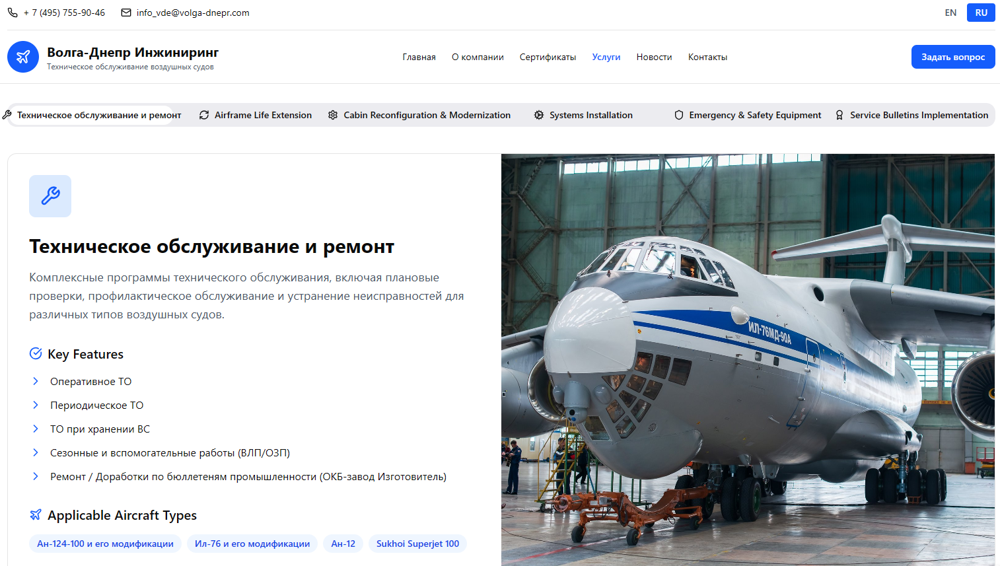 + 7 (495) 755-90-46 info_vde@volga-dnepr.com EN RU
Волга-Днепр Инжиниринг
Техническое обслуживание воздушных судов
Главная О компании Сертификаты Услуги Новости Контакты
Задать вопрос
Техническое обслуживание и ремонт Airframe Life Extension Cabin Reconfiguration & Modernization Systems Installation Emergency & Safety Equipment Service Bulletins Implementation
Техническое обслуживание и ремонт
Комплексные программы технического обслуживания, включая плановые
проверки, профилактическое обслуживание и устранение неисправностей для
различных типов воздушных судов.
Key Features
Оперативное ТО
Периодическое ТО
ТО при хранении ВС
Сезонные и вспомогательные работы (ВЛП/ОЗП)
Ремонт / Доработки по бюллетеням промышленности (ОКБ-завод Изготовитель)
Applicable Aircraft Types
Ан-124-100 и его модификации Ил-76 и его модификации Ан-12 Sukhoi Superjet 100
ИЛ-76МД-90А